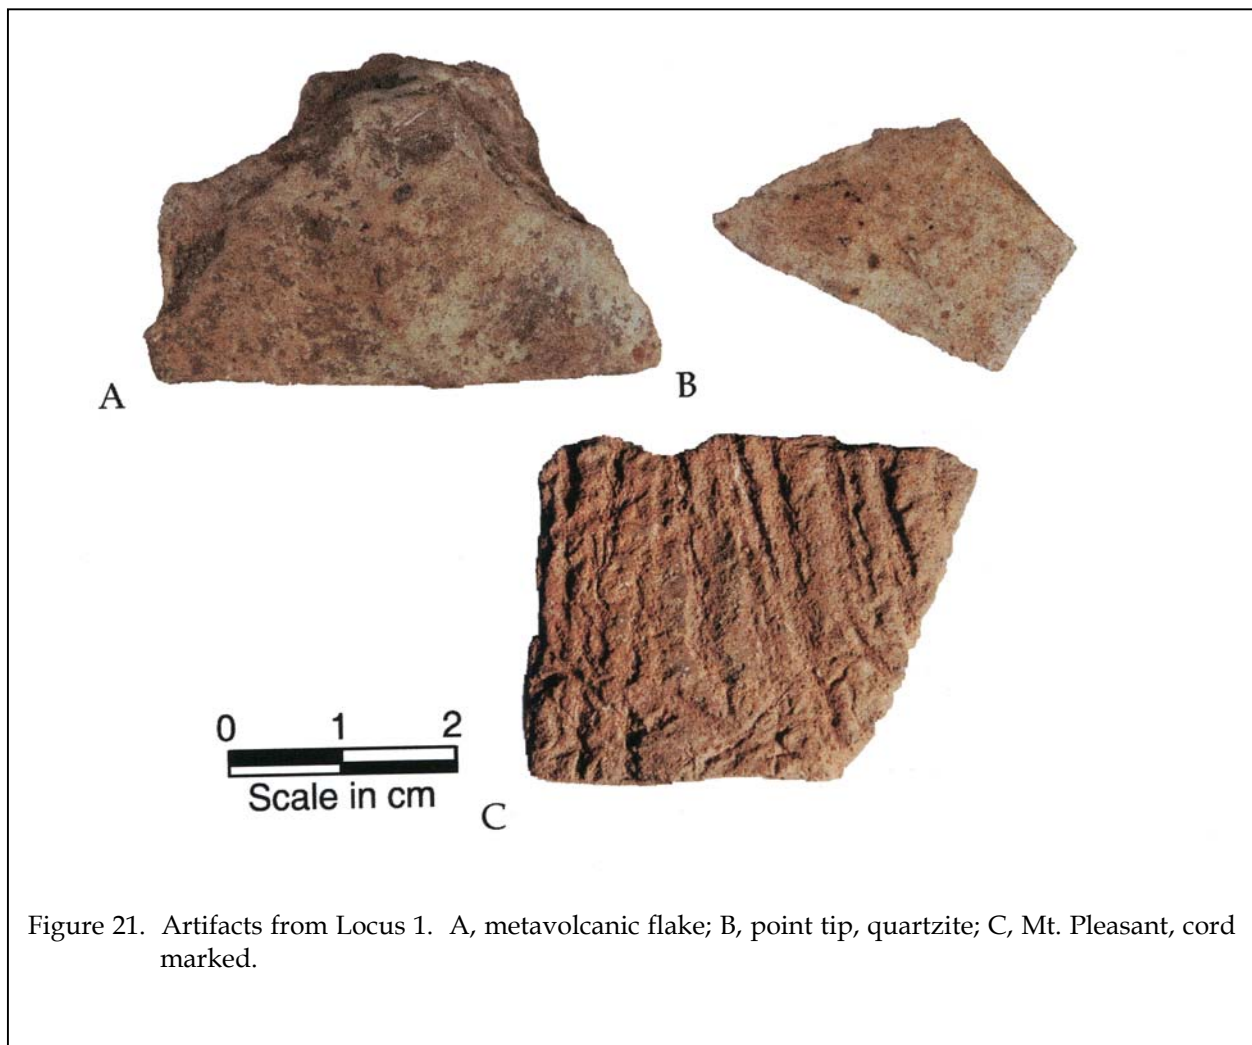 A
B
0 1 2
Scale in cm
C
Figure 21. Artifacts from Locus 1. A, metavolcanic flake; B, point tip, quartzite; C, Mt. Pleasant, cord
marked.